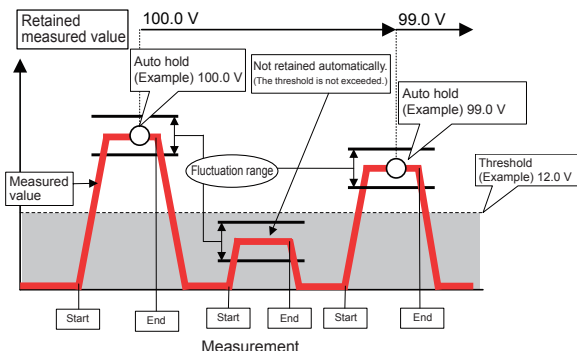 Retained
measured value
100.0 V
99.0 V
Auto hold
(Example) 100.0 V
Not retained automatically.
(The threshold is not exceeded.)
Auto hold
(Example) 99.0 V
Fluctuation range
Threshold
(Example) 12.0 V
Measured
value
Start
End
Start
End
Start
End
Measurement